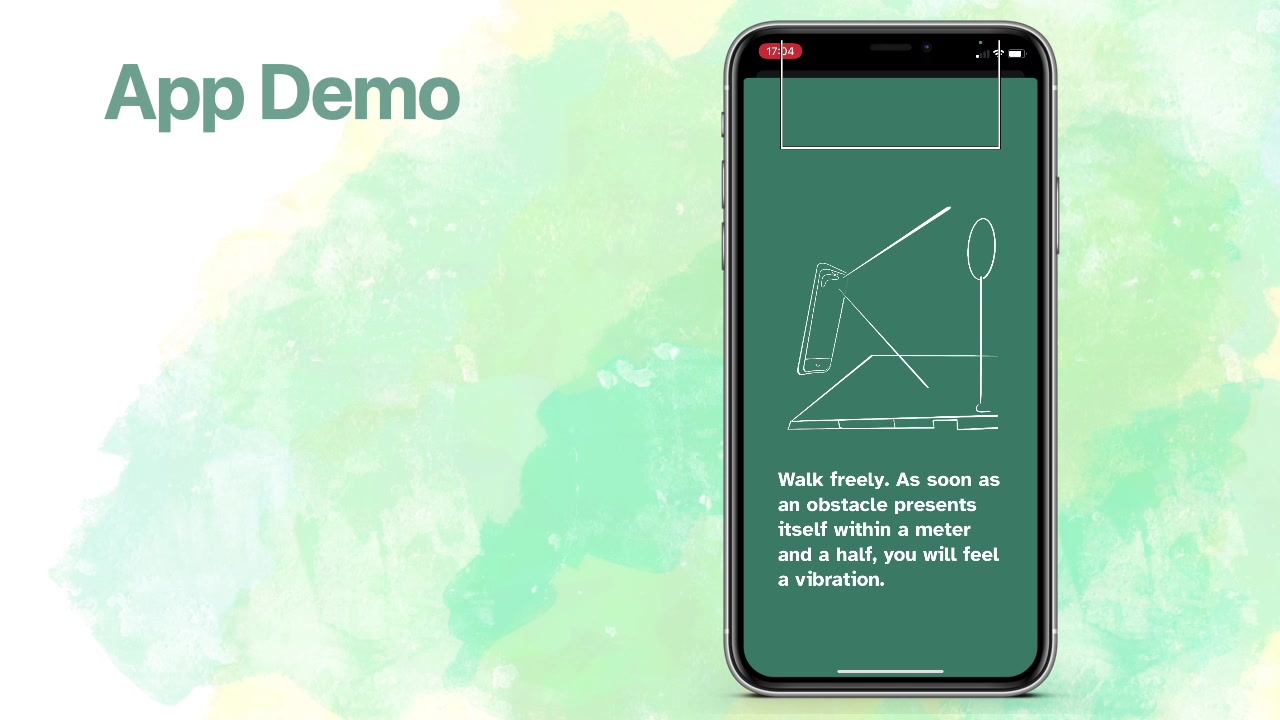 App Demo
17:04
Walk freely. As soon as
an obstacle presents
itself within a meter
and a half, you will feel
a vibration.